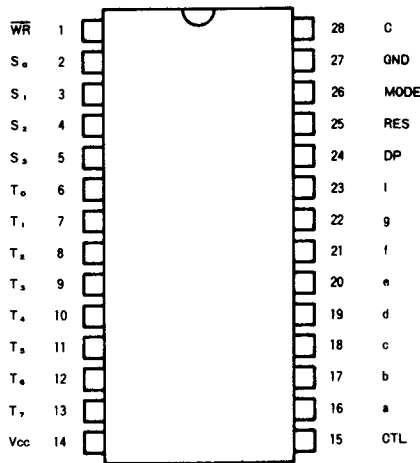 W̅R̅ 1 28 C
S₀ 2 27 GND
S₁ 3 26 MODE
S₂ 4 25 RES
S₃ 5 24 DP
T₀ 6 23 I
T₁ 7 22 g
T₂ 8 21 f
T₃ 9 20 e
T₄ 10 19 d
T₅ 11 18 c
T₆ 12 17 b
T₇ 13 16 a
Vcc 14 15 CTL